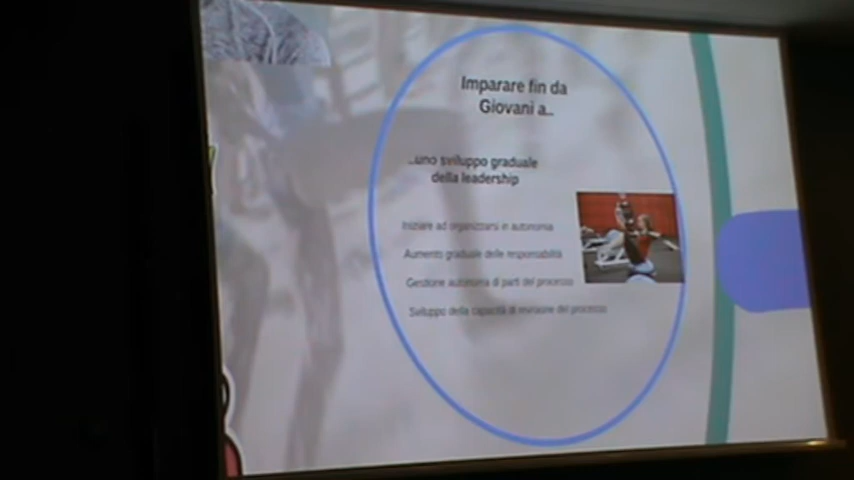 Imparare fin da
Giovani a..
..uno sviluppo graduale
della leadership
Iniziare ad organizzarsi in autonomia
Aumento graduale delle responsabilità
Gestione autonoma di parti del processo
Sviluppo della capacità di revisione del processo